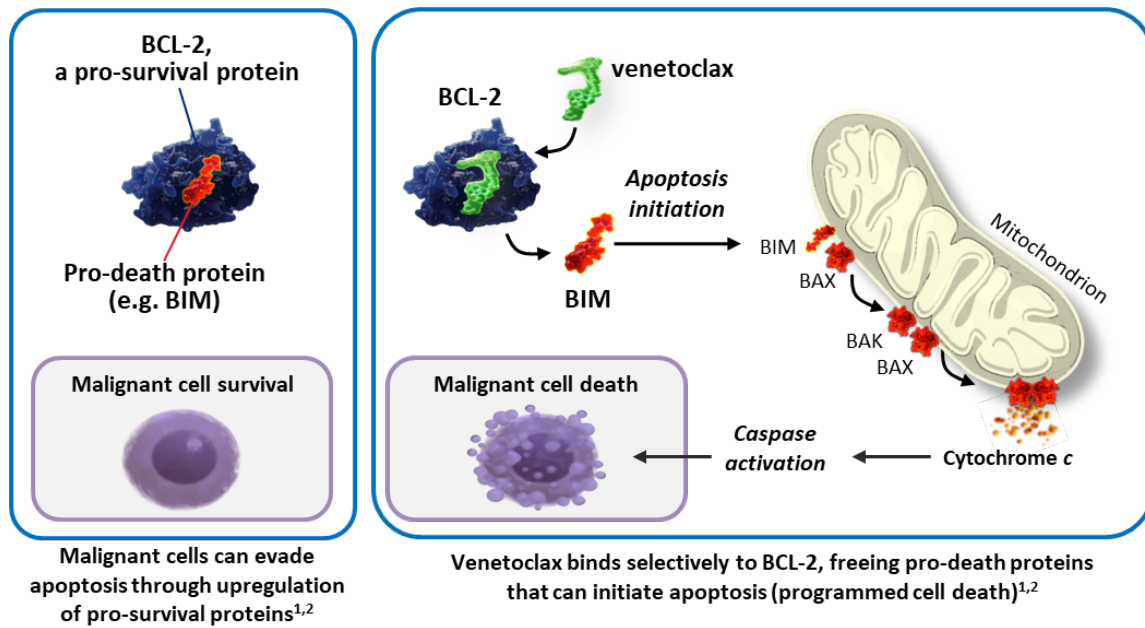 BCL-2,
a pro-survival protein
Pro-death protein
(e.g. BIM)
Malignant cell survival
Malignant cells can evade
apoptosis through upregulation
of pro-survival proteins1,2
venetoclax
BCL-2
Apoptosis
initiation
BIM
BIM
BAX
Mitochondrion
BAK
BAX
Malignant cell death
Caspase
activation
Cytochrome c
Venetoclax binds selectively to BCL-2, freeing pro-death proteins
that can initiate apoptosis (programmed cell death)1,2